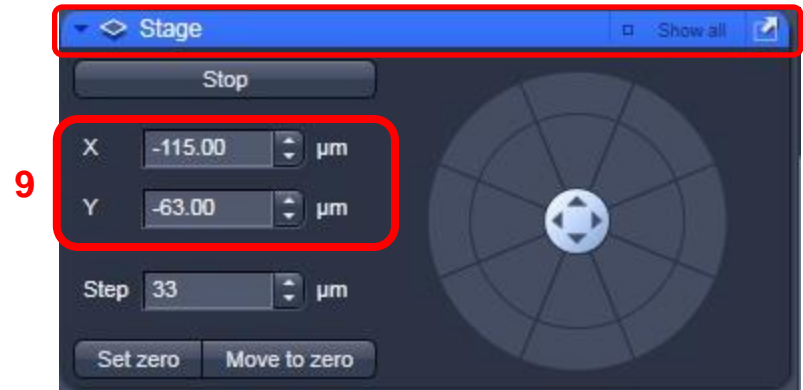 Stage Show all
Stop
X -115.00 µm
9
Y -63.00 µm
Step 33 µm
Set zero Move to zero